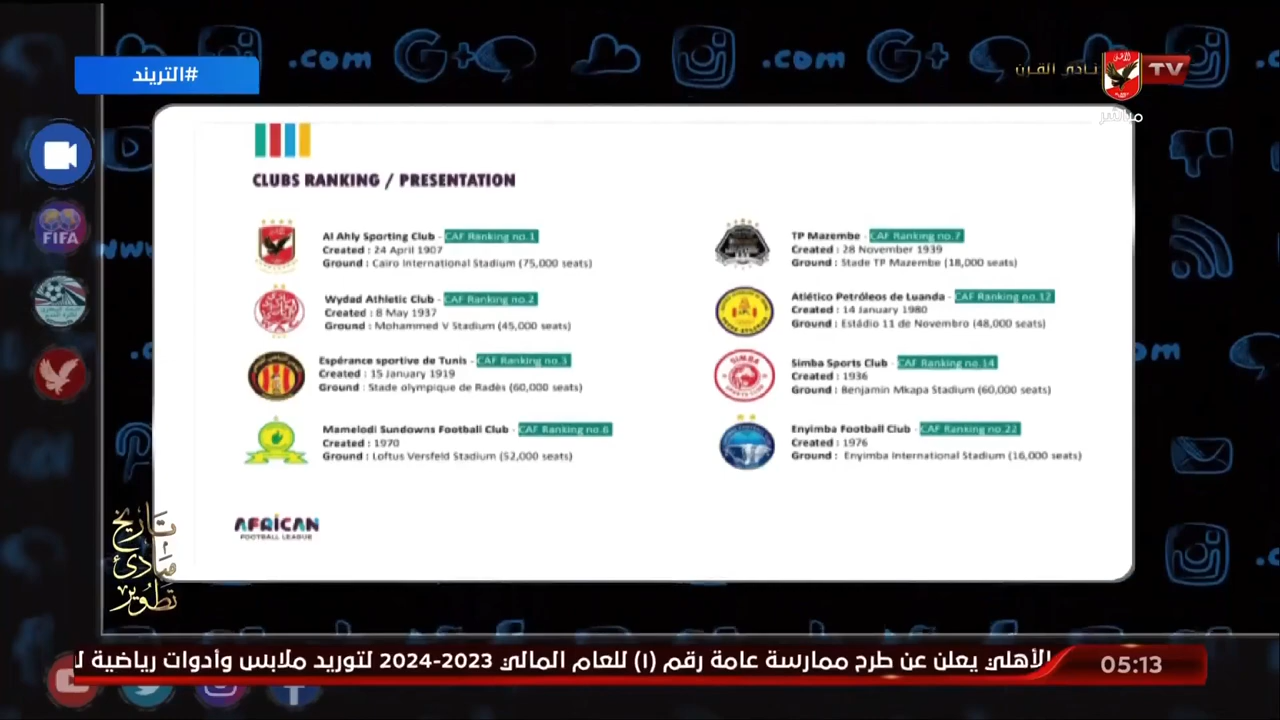 #التريند
نادي القرن
TV
مباشر
.com
G+
.com
G+
FIFA
www
CLUBS RANKING / PRESENTATION
Al Ahly Sporting Club - CAF Ranking no.1
Created : 24 April 1907
Ground : Cairo International Stadium (75,000 seats)
Wydad Athletic Club - CAF Ranking no.2
Created : 8 May 1937
Ground : Mohammed V Stadium (45,000 seats)
Espérance sportive de Tunis - CAF Ranking no.3
Created : 15 January 1919
Ground : Stade olympique de Radès (60,000 seats)
Mamelodi Sundowns Football Club - CAF Ranking no.6
Created : 1970
Ground : Loftus Versfeld Stadium (52,000 seats)
TP Mazembe - CAF Ranking no.7
Created : 28 November 1939
Ground : Stade TP Mazembe (18,000 seats)
Atlético Petróleos de Luanda - CAF Ranking no.12
Created : 14 January 1980
Ground : Estádio 11 de Novembro (48,000 seats)
SIMBA
Simba Sports Club - CAF Ranking no.14
Created : 1936
Ground : Benjamin Mkapa Stadium (60,000 seats)
Enyimba Football Club - CAF Ranking no.22
Created : 1976
Ground : Enyimba International Stadium (16,000 seats)
AFRICAN
FOOTBALL LEAGUE
تاريخ
مبادئ
تطوير
الأهلي يعلن عن طرح ممارسة عامة رقم (١) للعام المالي 2023-2024 لتوريد ملابس وأدوات رياضية ل
05:13